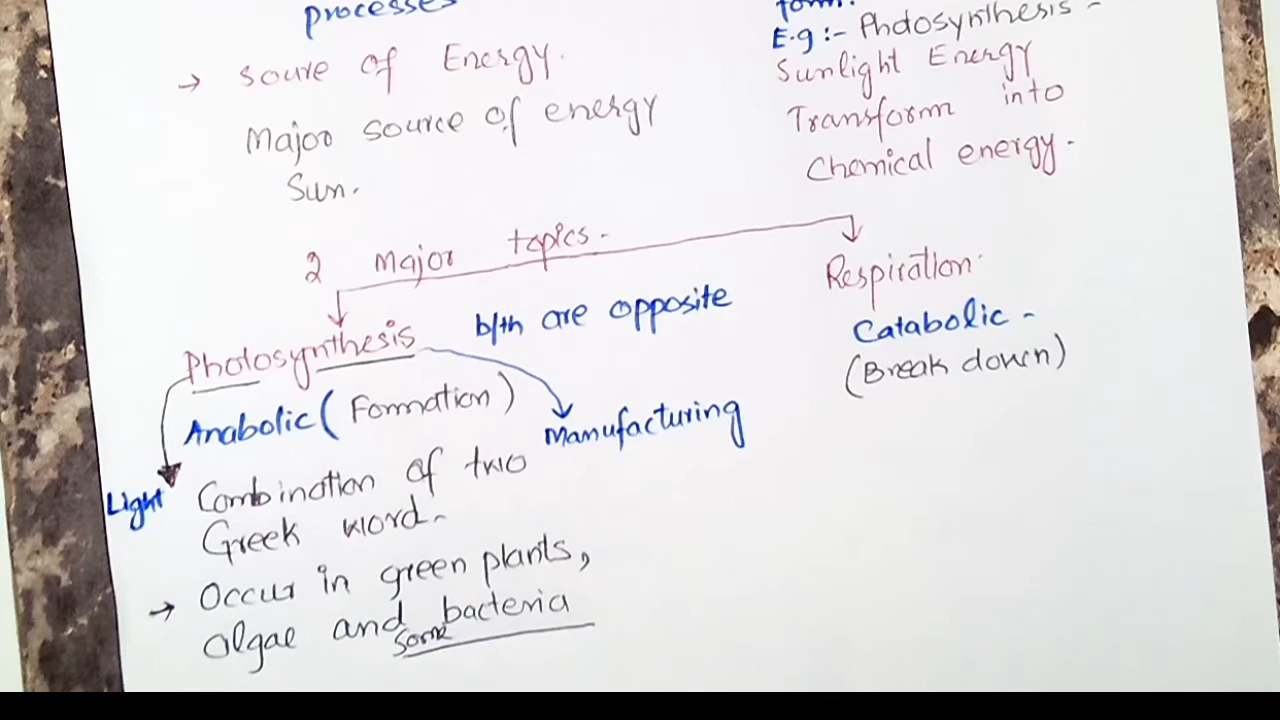 processes
→ Soure of Energy.
Major source of energy
Sun.
form.
E.g :- Photosynthesis -
Sunlight Energy
Transform into
Chemical energy.
2 Major topics.
Photosynthesis
b/th are opposite
Anabolic ( Formation )
Manufacturing
Light
Combination of two
Greek word.
→ Occur in green plants,
algae and some bacteria
Respiration.
Catabolic -
(Break down)